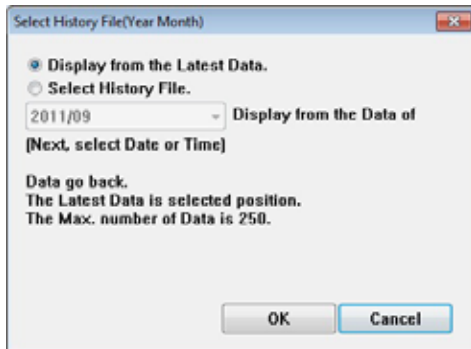 Select History File(Year Month)
Display from the Latest Data.
Select History File.
2011/09 Display from the Data of
(Next, select Date or Time)
Data go back.
The Latest Data is selected position.
The Max. number of Data is 250.
OK Cancel